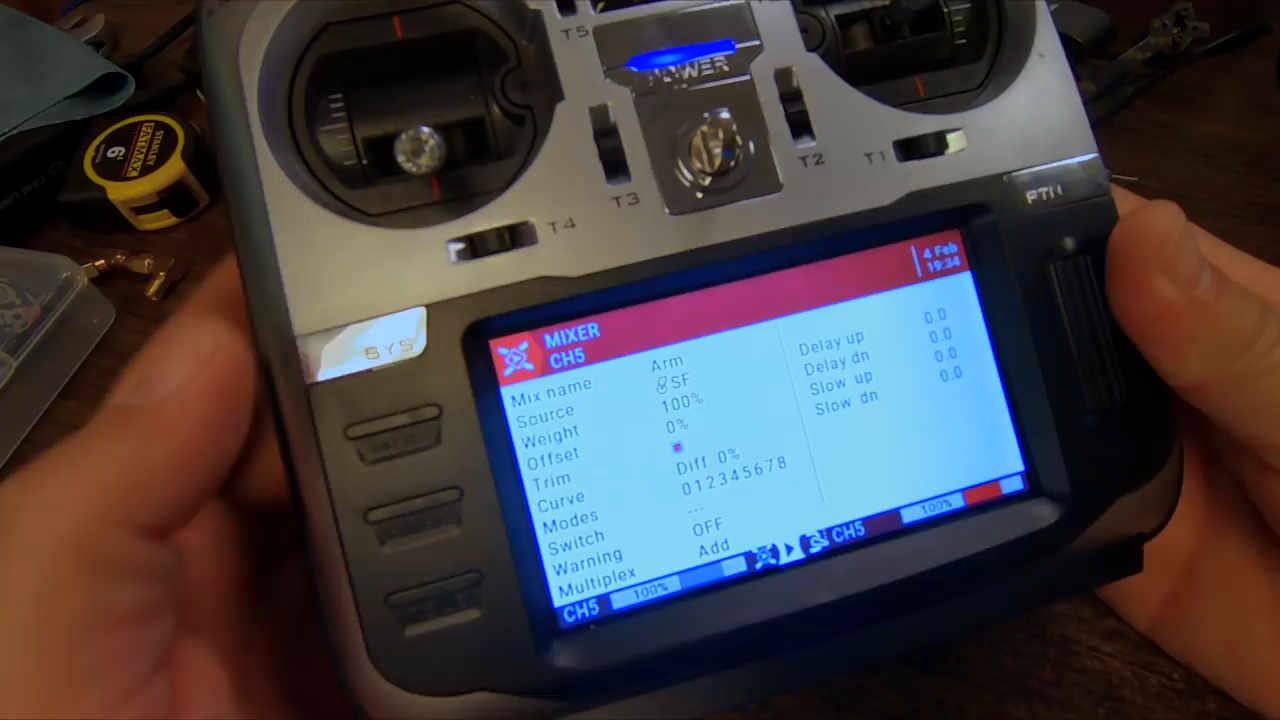 T5
POWER
STANLEY
FATMAX
6'
T3
T2
T1
T4
SYS
RTN
4 Feb
19:34
MIXER
CH5
Mix name Arm
Source SF
Weight 100%
Offset 0%
Trim
Curve Diff 0%
Modes 012345678
Switch ---
Warning OFF
Multiplex Add
Delay up 0.0
Delay dn 0.0
Slow up 0.0
Slow dn 0.0
CH5 100% CH5 100%